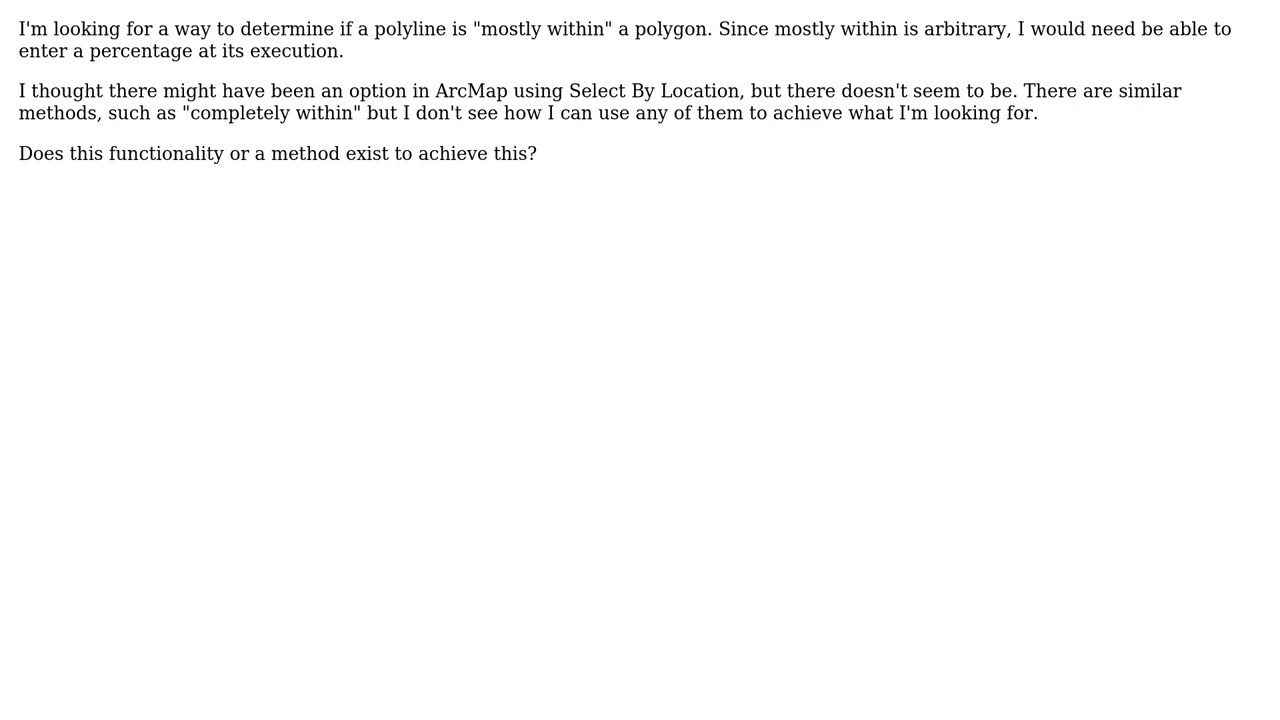 I'm looking for a way to determine if a polyline is "mostly within" a polygon. Since mostly within is arbitrary, I would need be able to
enter a percentage at its execution.
I thought there might have been an option in ArcMap using Select By Location, but there doesn't seem to be. There are similar
methods, such as "completely within" but I don't see how I can use any of them to achieve what I'm looking for.
Does this functionality or a method exist to achieve this?